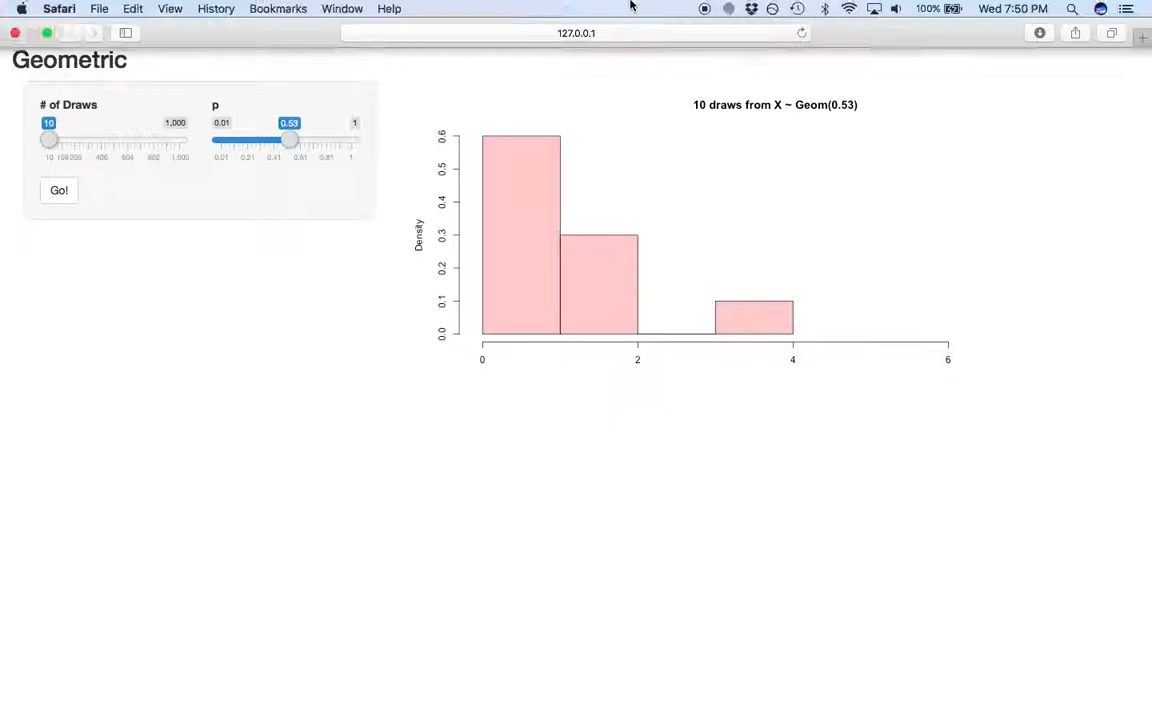 Safari File Edit View History Bookmarks Window Help 100% Wed 7:50 PM
127.0.0.1
Geometric
# of Draws p
10 1,000 0.01 0.53 1
10 109 208 406 604 802 1,000 0.01 0.21 0.41 0.61 0.81 1
Go!
10 draws from X ~ Geom(0.53)
Density
0.6
0.5
0.4
0.3
0.2
0.1
0.0
0 2 4 6